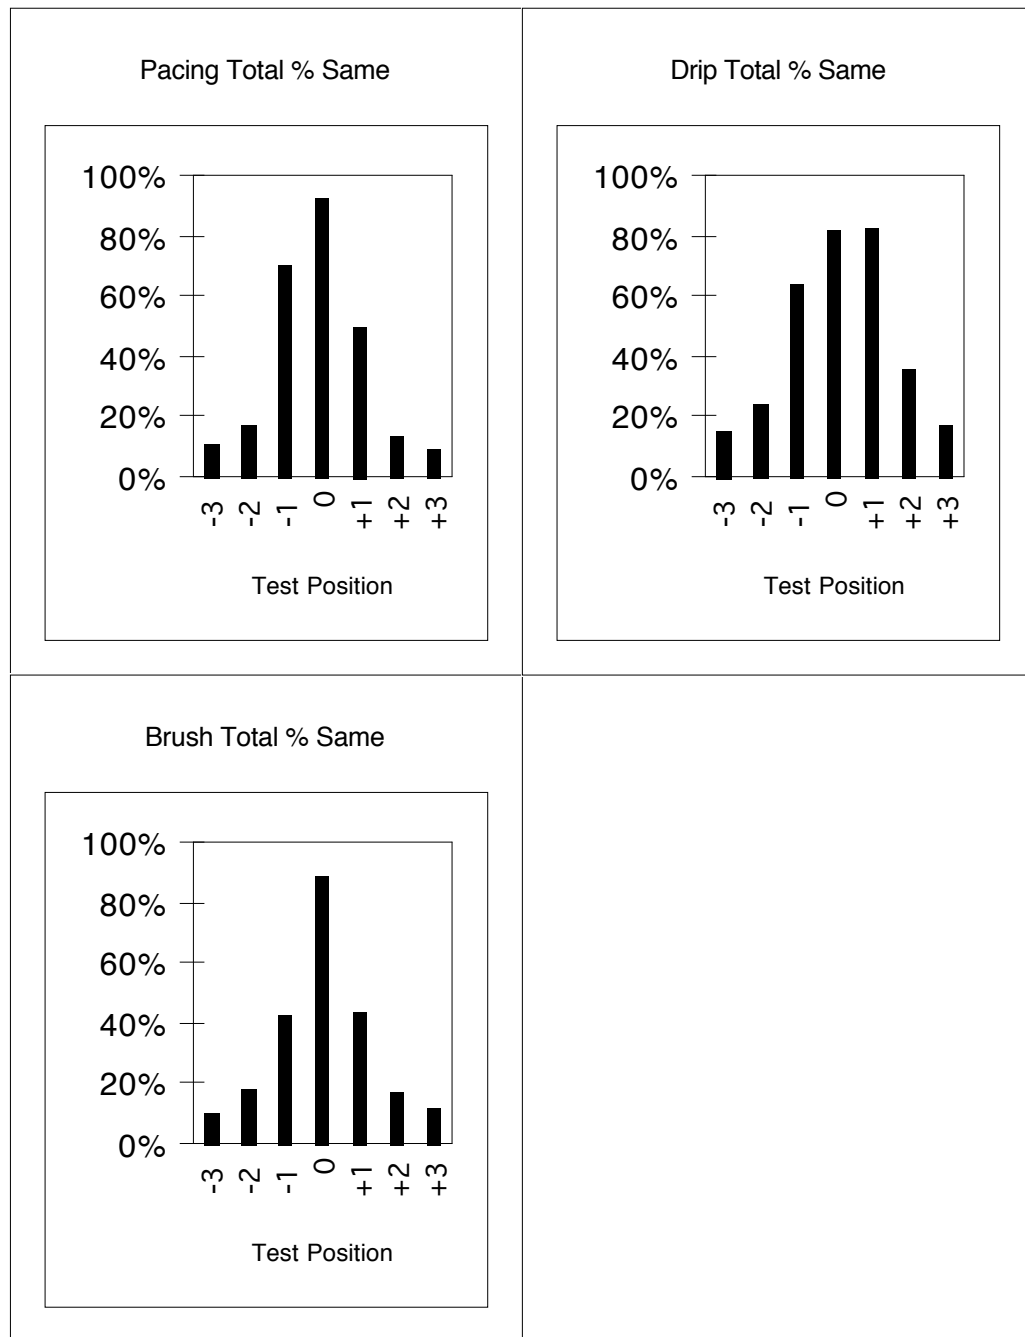 Pacing Total % Same
100%
80%
60%
40%
20%
0%
-3 -2 -1 0 +1 +2 +3
Test Position
Drip Total % Same
100%
80%
60%
40%
20%
0%
-3 -2 -1 0 +1 +2 +3
Test Position
Brush Total % Same
100%
80%
60%
40%
20%
0%
-3 -2 -1 0 +1 +2 +3
Test Position